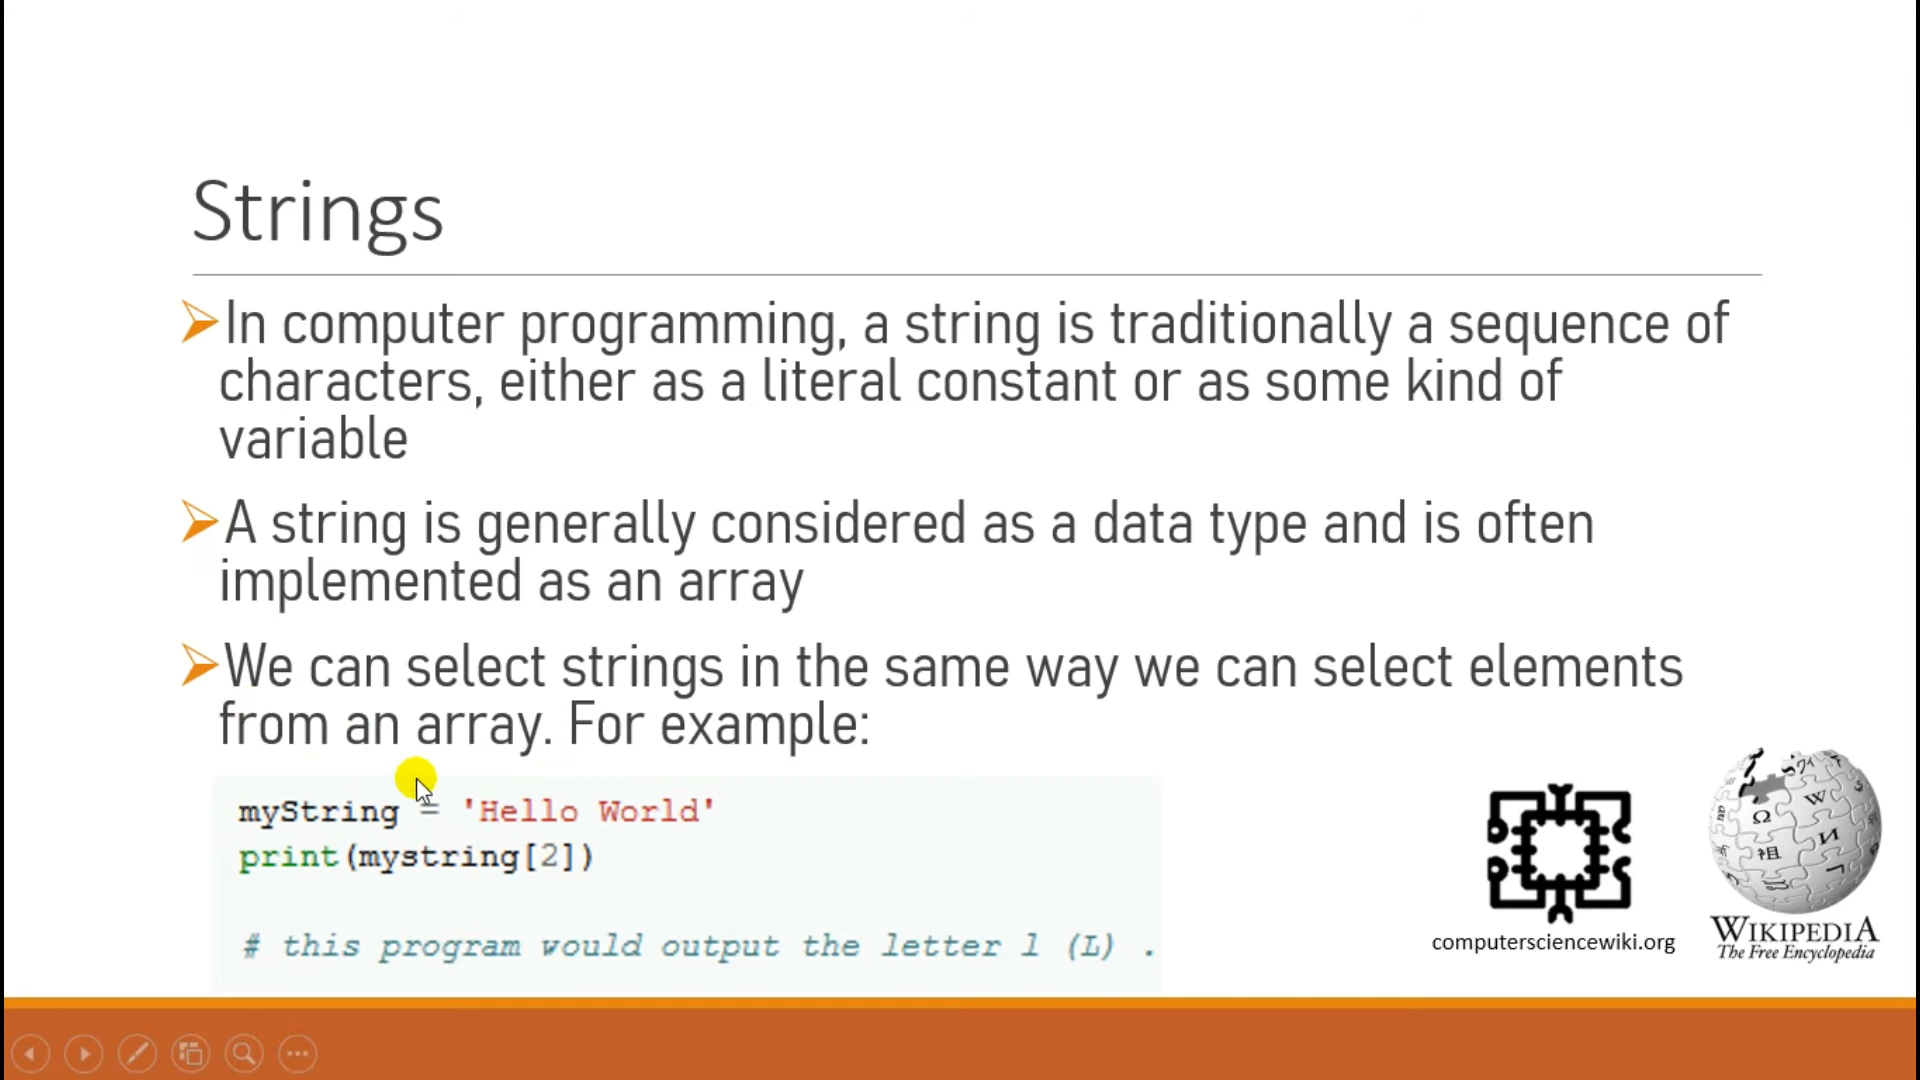 Strings
In computer programming, a string is traditionally a sequence of
characters, either as a literal constant or as some kind of
variable
A string is generally considered as a data type and is often
implemented as an array
We can select strings in the same way we can select elements
from an array. For example:
myString = 'Hello World'
print(mystring[2])
# this program would output the letter l (L) .
computersciencewiki.org
WIKIPEDIA
The Free Encyclopedia